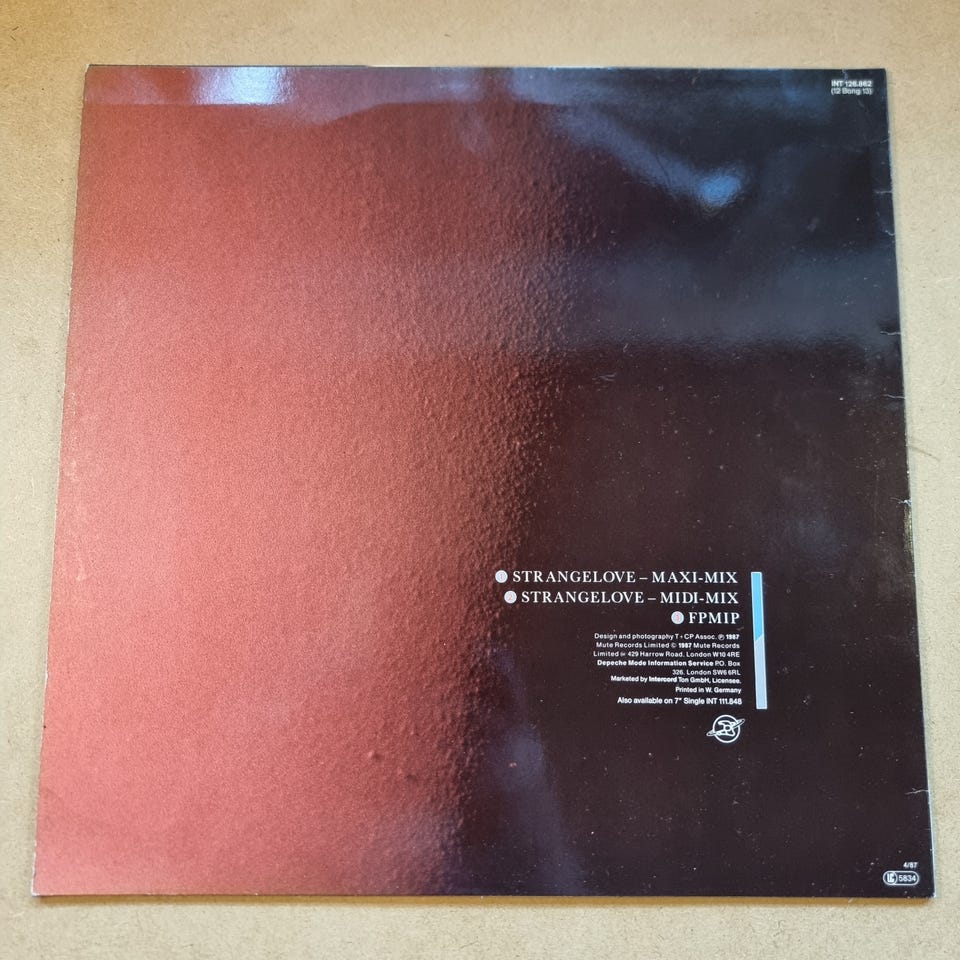 INT 126.862
(12 Bong 13)
① STRANGELOVE – MAXI-MIX
② STRANGELOVE – MIDI-MIX
① FPMIP
Design and photography T+CP Assoc. ℗ 1987
Mute Records Limited © 1987 Mute Records
Limited 429 Harrow Road. London W10 4RE
Depeche Mode Information Service P.O. Box
326. London SW6 6RL
Marketed by Intercord Ton GmbH, Licensee.
Printed in W. Germany
Also available on 7" Single INT 111.848
4/87
LC 5834